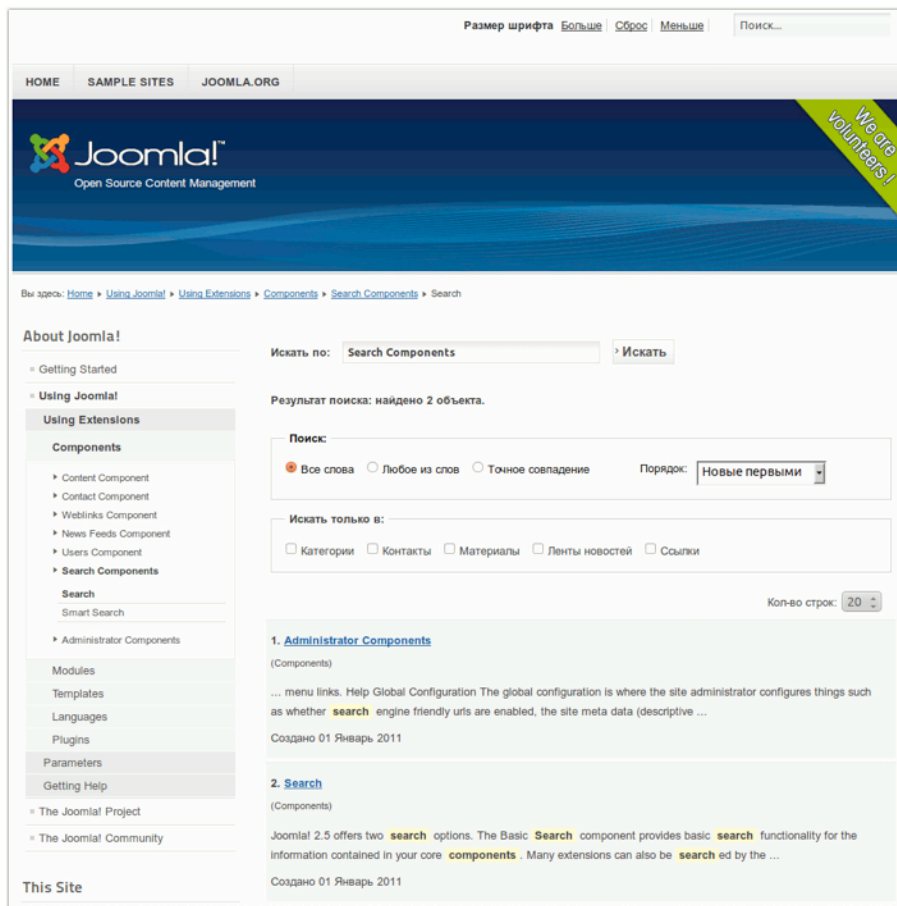 Размер шрифта Больше Сброс Меньше Поиск...
HOME SAMPLE SITES JOOMLA.ORG
We are volunteers!
Joomla!™
Open Source Content Management
Вы здесь: Home ▸ Using Joomla! ▸ Using Extensions ▸ Components ▸ Search Components ▸ Search
About Joomla!
Getting Started
Using Joomla!
Using Extensions
Components
Content Component
Contact Component
Weblinks Component
News Feeds Component
Users Component
Search Components
Search
Smart Search
Administrator Components
Modules
Templates
Languages
Plugins
Parameters
Getting Help
The Joomla! Project
The Joomla! Community
This Site
Искать по: Search Components › Искать
Результат поиска: найдено 2 объекта.
Поиск:
Все слова Любое из слов Точное совпадение Порядок: Новые первыми
Искать только в:
Категории Контакты Материалы Ленты новостей Ссылки
Кол-во строк: 20
1. Administrator Components
(Components)
... menu links. Help Global Configuration The global configuration is where the site administrator configures things such
as whether search engine friendly urls are enabled, the site meta data (descriptive ...
Создано 01 Январь 2011
2. Search
(Components)
Joomla! 2.5 offers two search options. The Basic Search component provides basic search functionality for the
information contained in your core components . Many extensions can also be search ed by the ...
Создано 01 Январь 2011